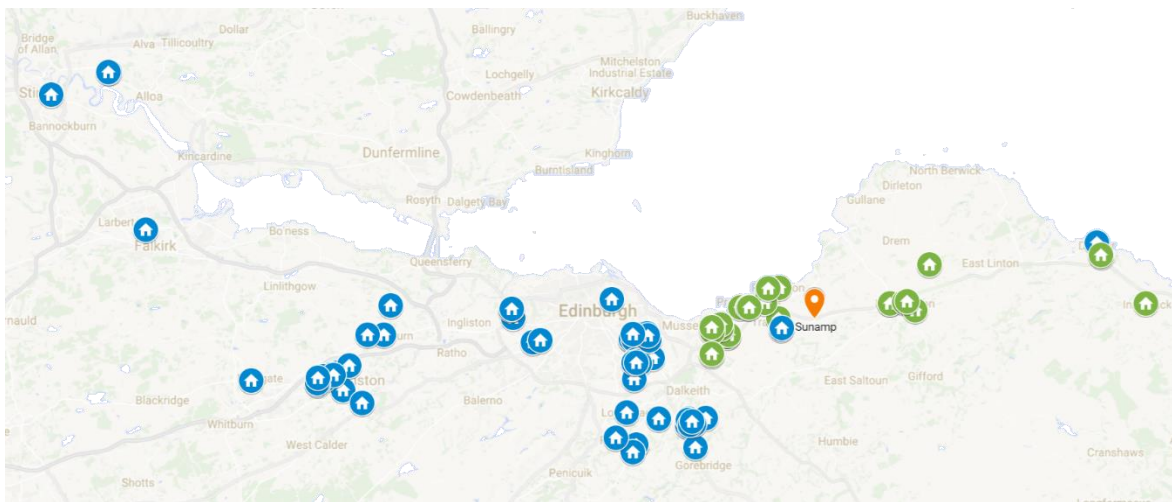 Buckhaven
Bridge
of Allan
Alva
Tillicoultry
Dollar
Ballingry
Mitchelston
Industrial Estate
Lochgelly
Kirkcaldy
Alloa
Cowdenbeath
Bannockburn
Kincardine
Dunfermline
Kinghorn
Burntisland
North Berwick
Dirleton
Gullane
Rosyth
Dalgety Bay
Larbert
Falkirk
Bo'ness
Drem
East Linton
Queensferry
Linlithgow
Edinburgh
Ingliston
Sunamp
Ratho
Dalkeith
East Saltoun
Gifford
Blackridge
Balerno
Whitburn
West Calder
Humbie
Penicuik
Gorebridge
Cranshaws
Shotts